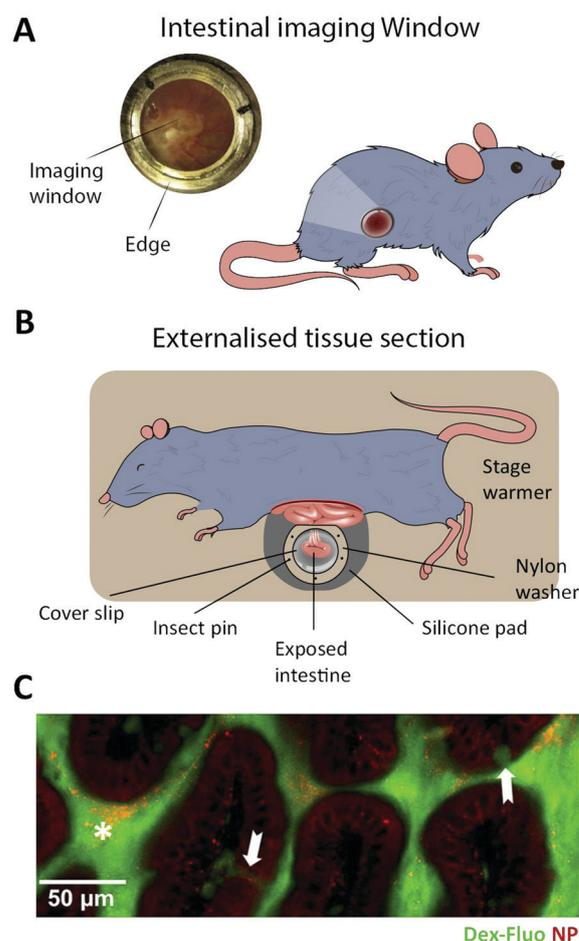 A
Intestinal imaging Window
Imaging
window
Edge
B
Externalised tissue section
Stage
warmer
Nylon
washer
Cover slip
Insect pin
Silicone pad
Exposed
intestine
C
*
50 µm
Dex-Fluo NP